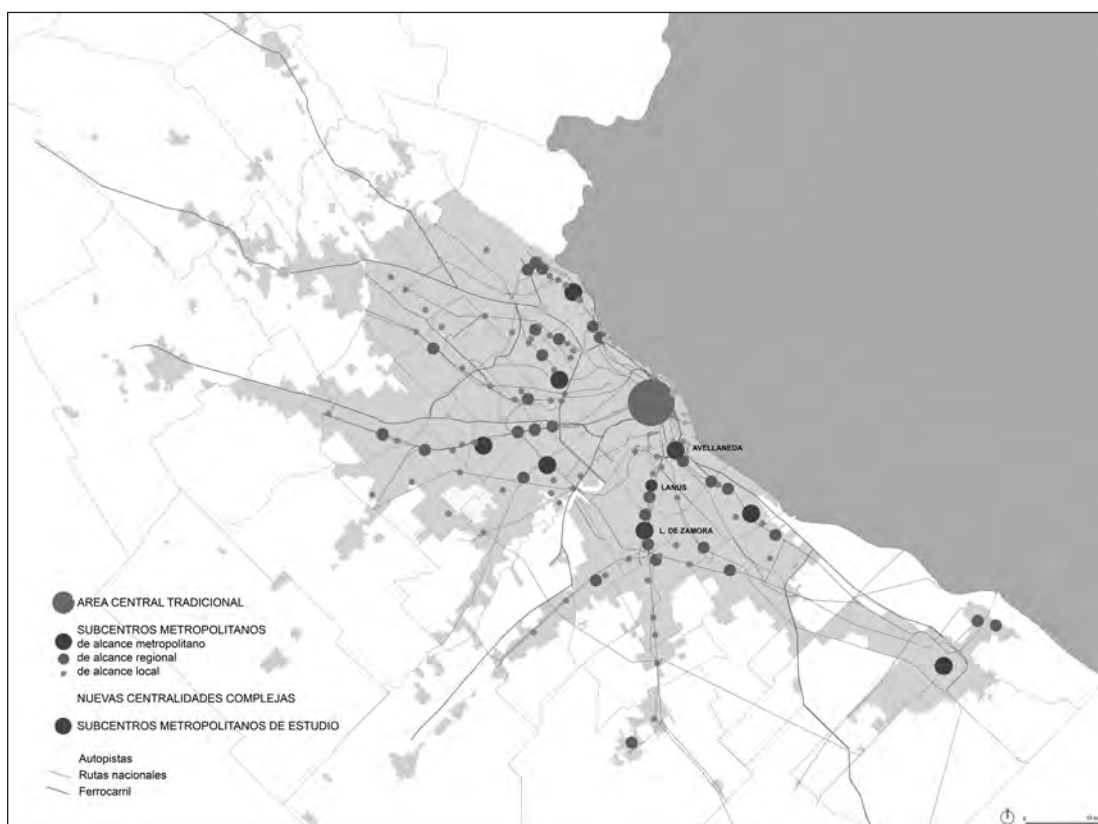 AVELLANEDA
LANUS
L. DE ZAMORA
AREA CENTRAL TRADICIONAL
SUBCENTROS METROPOLITANOS
de alcance metropolitano
de alcance regional
de alcance local
NUEVAS CENTRALIDADES COMPLEJAS
SUBCENTROS METROPOLITANOS DE ESTUDIO
Autopistas
Rutas nacionales
Ferrocarril